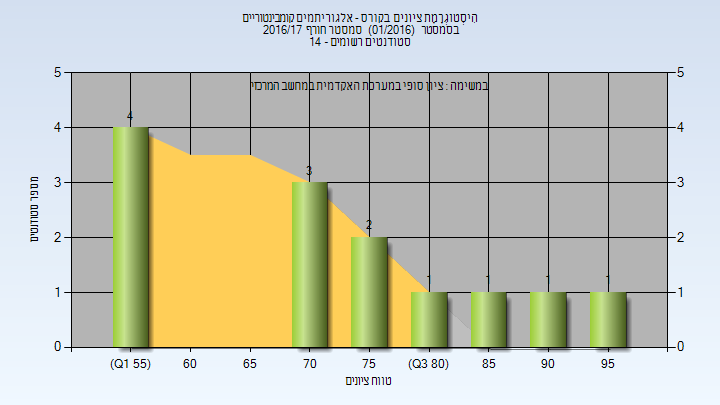 היסטוגרמת ציונים בקורס - אלגוריתמים קומבינטוריים
בסמסטר (01/2016) סמסטר חורף 2016/17
סטודנטים רשומים - 14
במשימה : ציון סופי במערכת האקדמית במחשב המרכזי
5 5
4 4
3 3
2 2
1 1
0 0
4 3 2 1 1 1 1
מספר סטודנטים
(Q1 55) 60 65 70 75 (Q3 80) 85 90 95
טווח ציונים